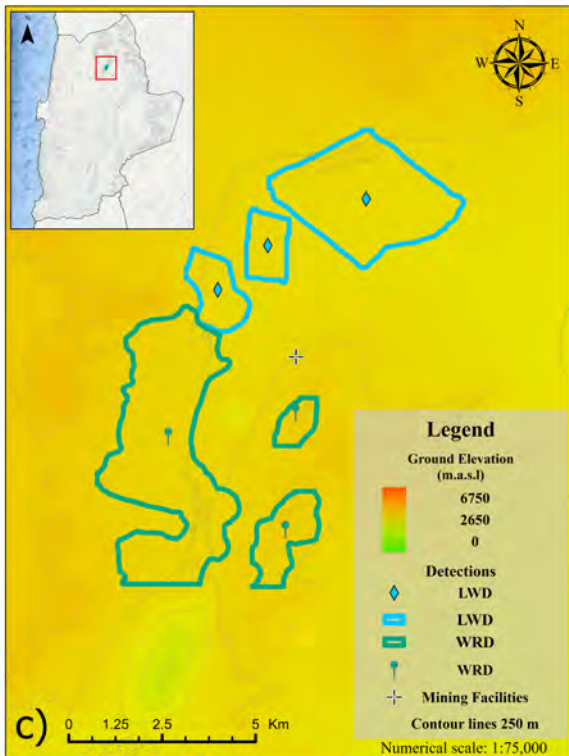 N
N
W E
S
Legend
Ground Elevation
(m.a.s.l)
6750
2650
0
Detections
LWD
LWD
WRD
WRD
Mining Facilities
Contour lines 250 m
Numerical scale: 1:75,000
c) 0 1.25 2.5 5 Km